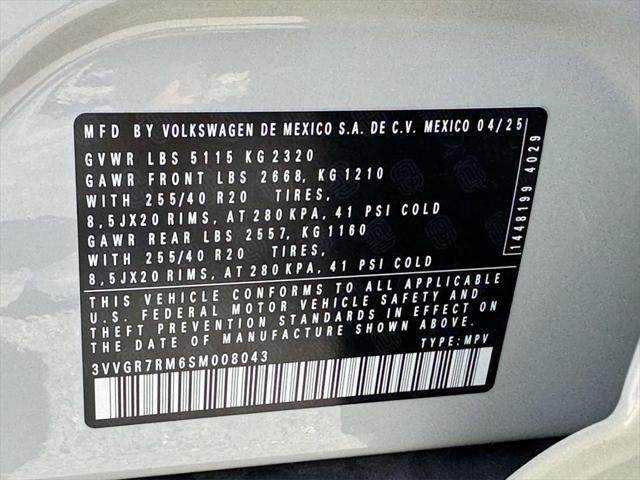 MFD BY VOLKSWAGEN DE MEXICO S.A. DE C.V. MEXICO 04/25
GVWR LBS 5115 KG 2320
GAWR FRONT LBS 2668, KG 1210
WITH 255/40 R20 TIRES,
8,5JX20 RIMS, AT 280 KPA, 41 PSI COLD
GAWR REAR LBS 2557, KG 1160
WITH 255/40 R20 TIRES,
8,5JX20 RIMS, AT 280 KPA, 41 PSI COLD
THIS VEHICLE CONFORMS TO ALL APPLICABLE
U.S. FEDERAL MOTOR VEHICLE SAFETY AND
THEFT PREVENTION STANDARDS IN EFFECT ON
THE DATE OF MANUFACTURE SHOWN ABOVE.
TYPE: MPV
3VVGR7RM6SM008043
1448199 4029